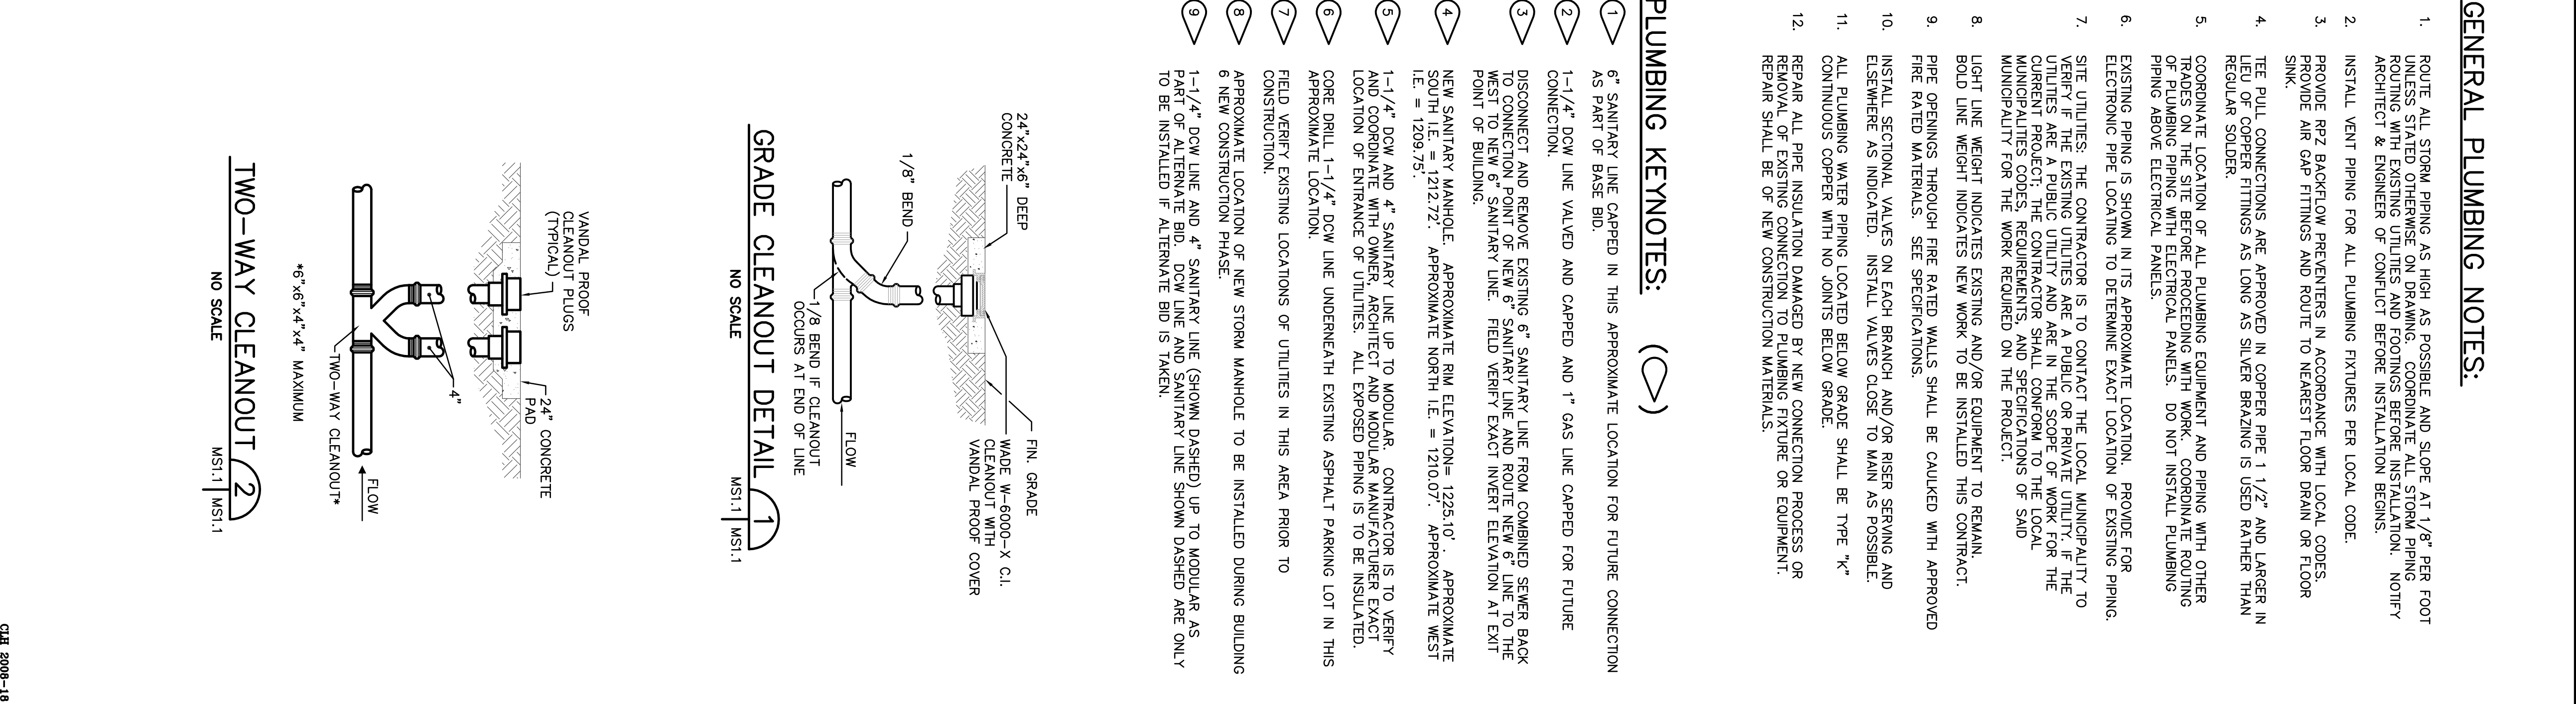 GENERAL PLUMBING NOTES:
1. ROUTE ALL STORM PIPING AS HIGH AS POSSIBLE AND SLOPE AT 1/8" PER FOOT
UNLESS STATED OTHERWISE ON DRAWING. COORDINATE ALL STORM PIPING
ROUTING WITH EXISTING UTILITIES AND FOOTINGS BEFORE INSTALLATION. NOTIFY
ARCHITECT & ENGINEER OF CONFLICT BEFORE INSTALLATION BEGINS.
2. INSTALL VENT PIPING FOR ALL PLUMBING FIXTURES PER LOCAL CODE.
3. PROVIDE RPZ BACKFLOW PREVENTERS IN ACCORDANCE WITH LOCAL CODES.
PROVIDE AIR GAP FITTINGS AND ROUTE TO NEAREST FLOOR DRAIN OR FLOOR
SINK.
4. TEE PULL CONNECTIONS ARE APPROVED IN COPPER PIPE 1 1/2" AND LARGER IN
LIEU OF COPPER FITTINGS AS LONG AS SILVER BRAZING IS USED RATHER THAN
REGULAR SOLDER.
5. COORDINATE LOCATION OF ALL PLUMBING EQUIPMENT AND PIPING WITH OTHER
TRADES ON THE SITE BEFORE PROCEEDING WITH WORK. COORDINATE ROUTING
OF PLUMBING PIPING WITH ELECTRICAL PANELS. DO NOT INSTALL PLUMBING
PIPING ABOVE ELECTRICAL PANELS.
6. EXISTING PIPING IS SHOWN IN ITS APPROXIMATE LOCATION. PROVIDE FOR
ELECTRONIC PIPE LOCATING TO DETERMINE EXACT LOCATION OF EXISTING PIPING.
7. SITE UTILITIES: THE CONTRACTOR IS TO CONTACT THE LOCAL MUNICIPALITY TO
VERIFY IF THE EXISTING UTILITIES ARE A PUBLIC OR PRIVATE UTILITY. IF THE
UTILITIES ARE A PUBLIC UTILITY AND ARE IN THE SCOPE OF WORK FOR THE
CURRENT PROJECT; THE CONTRACTOR SHALL CONFORM TO THE LOCAL
MUNICIPALITIES CODES, REQUIREMENTS, AND SPECIFICATIONS OF SAID
MUNICIPALITY FOR THE WORK REQUIRED ON THE PROJECT.
8. LIGHT LINE WEIGHT INDICATES EXISTING AND/OR EQUIPMENT TO REMAIN.
BOLD LINE WEIGHT INDICATES NEW WORK TO BE INSTALLED THIS CONTRACT.
9. PIPE OPENINGS THROUGH FIRE RATED WALLS SHALL BE CAULKED WITH APPROVED
FIRE RATED MATERIALS. SEE SPECIFICATIONS.
10. INSTALL SECTIONAL VALVES ON EACH BRANCH AND/OR RISER SERVING AND
ELSEWHERE AS INDICATED. INSTALL VALVES CLOSE TO MAIN AS POSSIBLE.
11. ALL PLUMBING WATER PIPING LOCATED BELOW GRADE SHALL BE TYPE "K"
CONTINUOUS COPPER WITH NO JOINTS BELOW GRADE.
12. REPAIR ALL PIPE INSULATION DAMAGED BY NEW CONNECTION PROCESS OR
REMOVAL OF EXISTING CONNECTION TO PLUMBING FIXTURE OR EQUIPMENT.
REPAIR SHALL BE OF NEW CONSTRUCTION MATERIALS.
PLUMBING KEYNOTES: ( )
1 6" SANITARY LINE CAPPED IN THIS APPROXIMATE LOCATION FOR FUTURE CONNECTION
AS PART OF BASE BID.
2 1-1/4" DCW LINE VALVED AND CAPPED AND 1" GAS LINE CAPPED FOR FUTURE
CONNECTION.
3 DISCONNECT AND REMOVE EXISTING 6" SANITARY LINE FROM COMBINED SEWER BACK
TO CONNECTION POINT OF NEW 6" SANITARY LINE AND ROUTE NEW 6" LINE TO THE
WEST TO NEW 6" SANITARY LINE. FIELD VERIFY EXACT INVERT ELEVATION AT EXIT
POINT OF BUILDING.
4 NEW SANITARY MANHOLE. APPROXIMATE RIM ELEVATION= 1225.10' . APPROXIMATE
SOUTH I.E. = 1212.72'. APPROXIMATE NORTH I.E. = 1210.07'. APPROXIMATE WEST
I.E. = 1209.75'.
5 1-1/4" DCW AND 4" SANITARY LINE UP TO MODULAR. CONTRACTOR IS TO VERIFY
AND COORDINATE WITH OWNER, ARCHITECT AND MODULAR MANUFACTURER EXACT
LOCATION OF ENTRANCE OF UTILITIES. ALL EXPOSED PIPING IS TO BE INSULATED.
6 CORE DRILL 1-1/4" DCW LINE UNDERNEATH EXISTING ASPHALT PARKING LOT IN THIS
APPROXIMATE LOCATION.
7 FIELD VERIFY EXISTING LOCATIONS OF UTILITIES IN THIS AREA PRIOR TO
CONSTRUCTION.
8 APPROXIMATE LOCATION OF NEW STORM MANHOLE TO BE INSTALLED DURING BUILDING
6 NEW CONSTRUCTION PHASE.
9 1-1/4" DCW LINE AND 4" SANITARY LINE (SHOWN DASHED) UP TO MODULAR AS
PART OF ALTERNATE BID. DCW LINE AND SANITARY LINE SHOWN DASHED ARE ONLY
TO BE INSTALLED IF ALTERNATE BID IS TAKEN.
24"x24"x6" DEEP
CONCRETE
1/8" BEND
FIN. GRADE
WADE W-6000-X C.I.
CLEANOUT WITH
VANDAL PROOF COVER
FLOW
1/8 BEND IF CLEANOUT
OCCURS AT END OF LINE
GRADE CLEANOUT DETAIL
NO SCALE
1
MS1.1 MS1.1
VANDAL PROOF
CLEANOUT PLUGS
(TYPICAL)
24" CONCRETE
PAD
4"
FLOW
TWO-WAY CLEANOUT*
*6"x6"x4"x4" MAXIMUM
TWO-WAY CLEANOUT
NO SCALE
2
MS1.1 MS1.1
CLH 2008-18